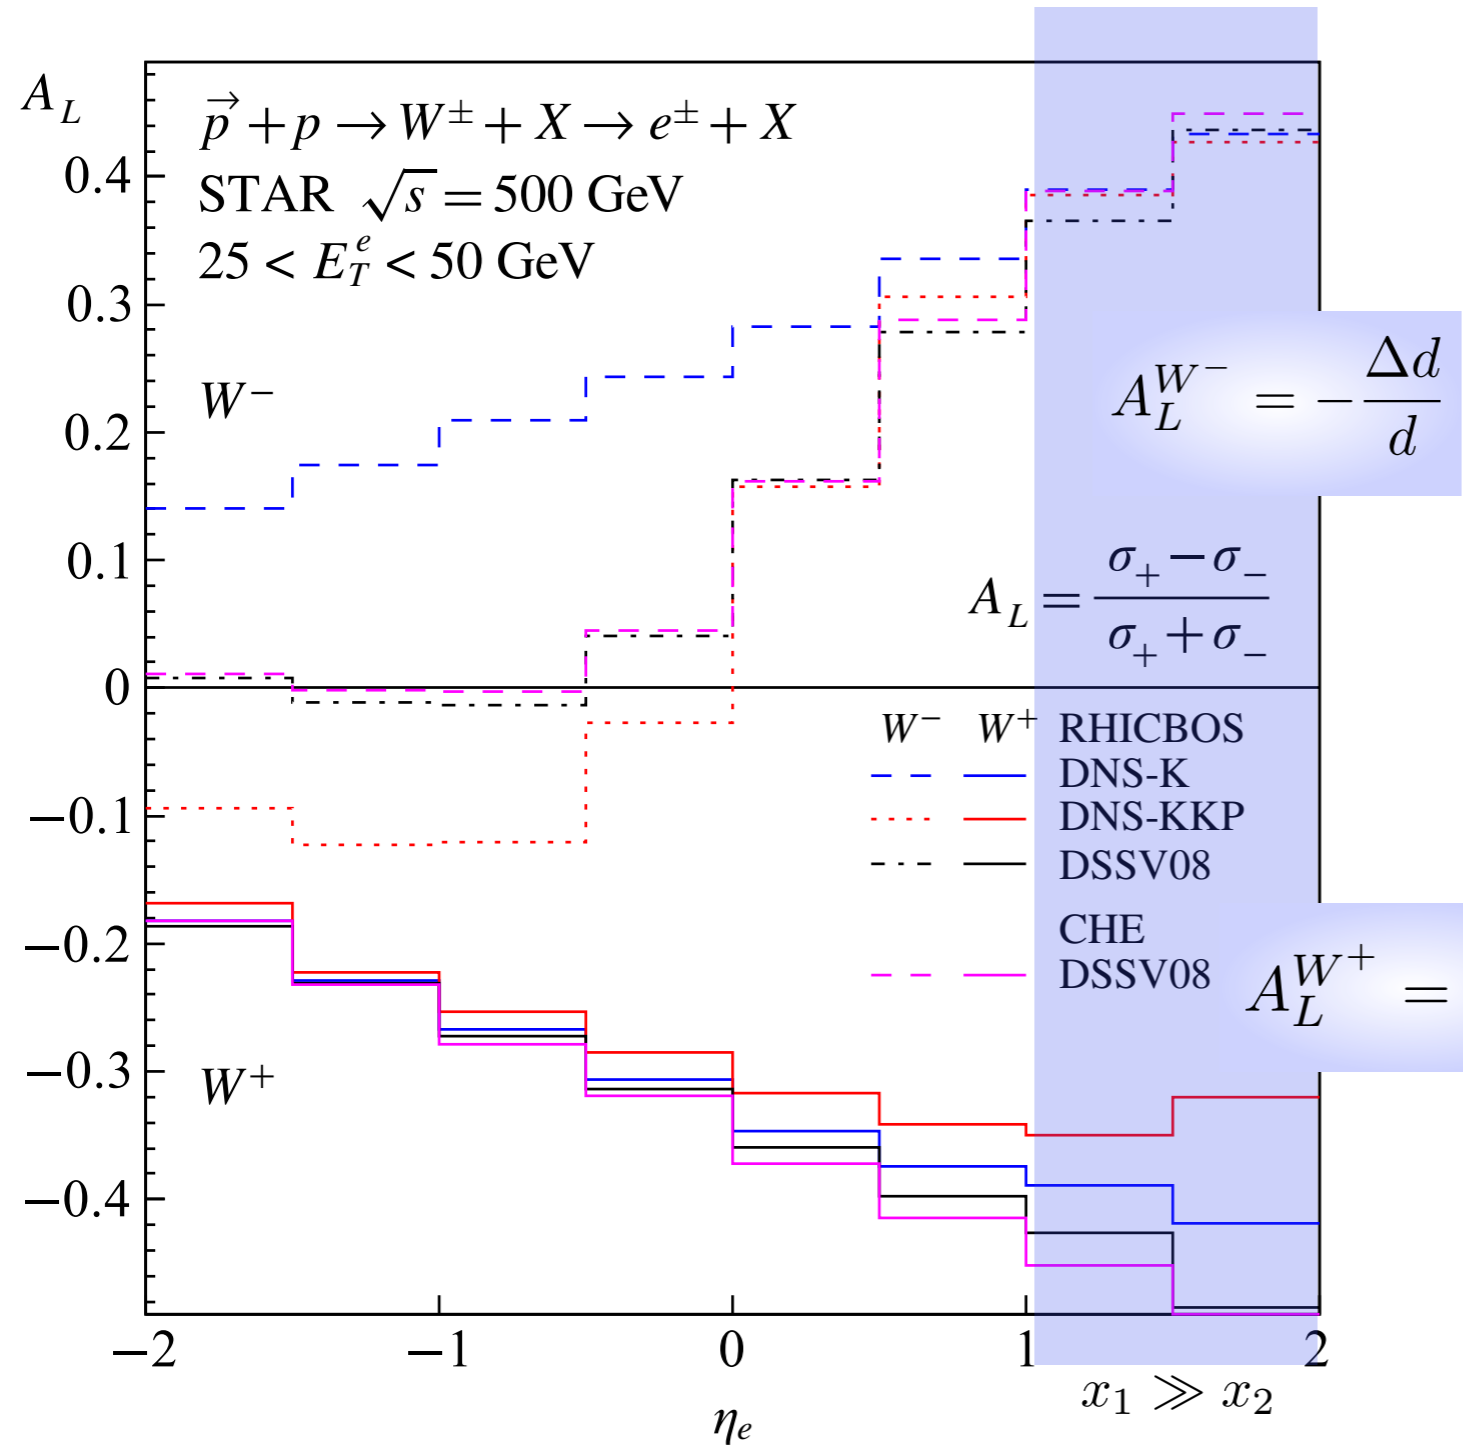 A_L
p⃗ + p → W^± + X → e^± + X
STAR √s = 500 GeV
25 < E_T^e < 50 GeV
0.4
0.3
0.2
0.1
0
−0.1
−0.2
−0.3
−0.4
W^−
A_L^{W^−} = − Δd/d
A_L = (σ_+ − σ_−)/(σ_+ + σ_−)
W^− W^+ RHICBOS
DNS-K
DNS-KKP
DSSV08
CHE
DSSV08
A_L^{W^+} =
W^+
−2 −1 0 1 2
x_1 ≫ x_2
η_e